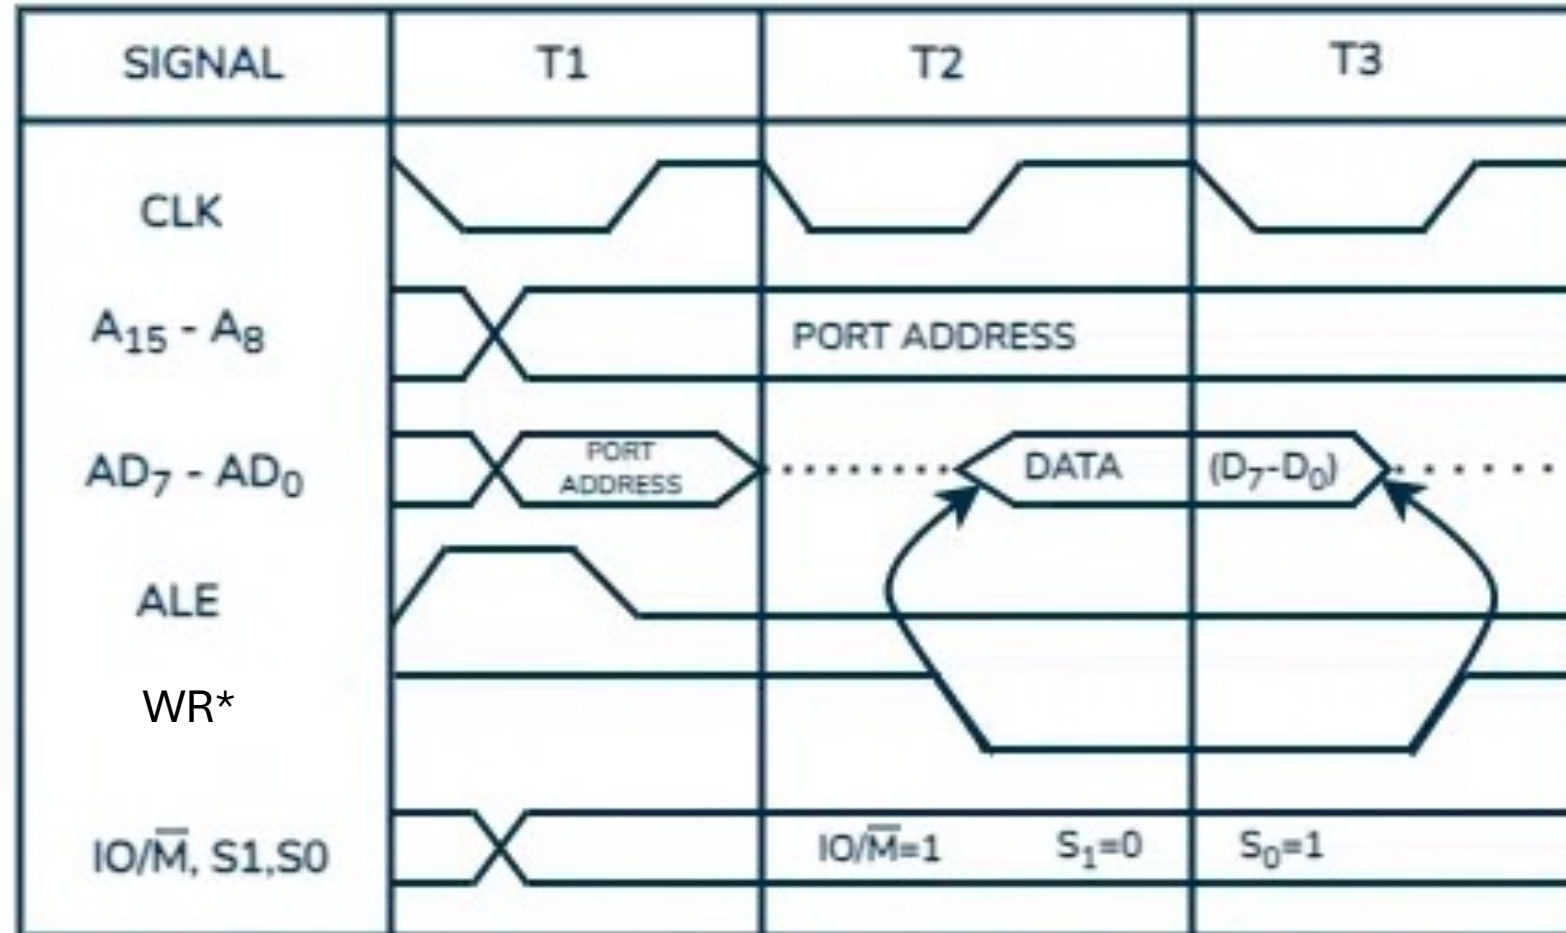 SIGNAL T1 T2 T3
CLK
A₁₅ - A₈ PORT ADDRESS
AD₇ - AD₀ PORT ADDRESS DATA (D₇-D₀)
ALE
WR*
IO/M̅, S1,S0 IO/M̅=1 S₁=0 S₀=1